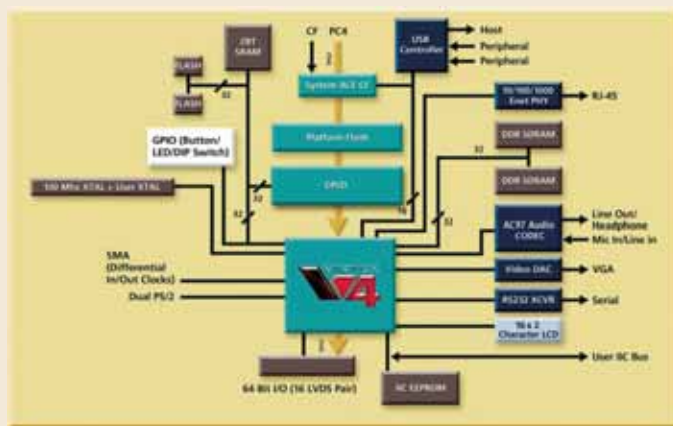 ZBT
SRAM
CF PC4
USB
Controller
Host
Peripheral
Peripheral
FLASH
FLASH
32
System ACE CF
10/100/1000
Enet PHY
RJ-45
GPIO (Button/
LED/DIP Switch)
Platform Flash
32
DDR SDRAM
100 Mhz XTAL + User XTAL
32
32
CPLD
16
32
DDR SDRAM
AC97 Audio
CODEC
Line Out/
Headphone
Mic In/Line in
SMA
(Differential
In/Out Clocks)
Dual PS/2
V4
Video DAC
VGA
RS232 XCVR
Serial
16 x 2
Character LCD
User IIC Bus
64 Bit I/O (16 LVDS Pair)
IIC EEPROM